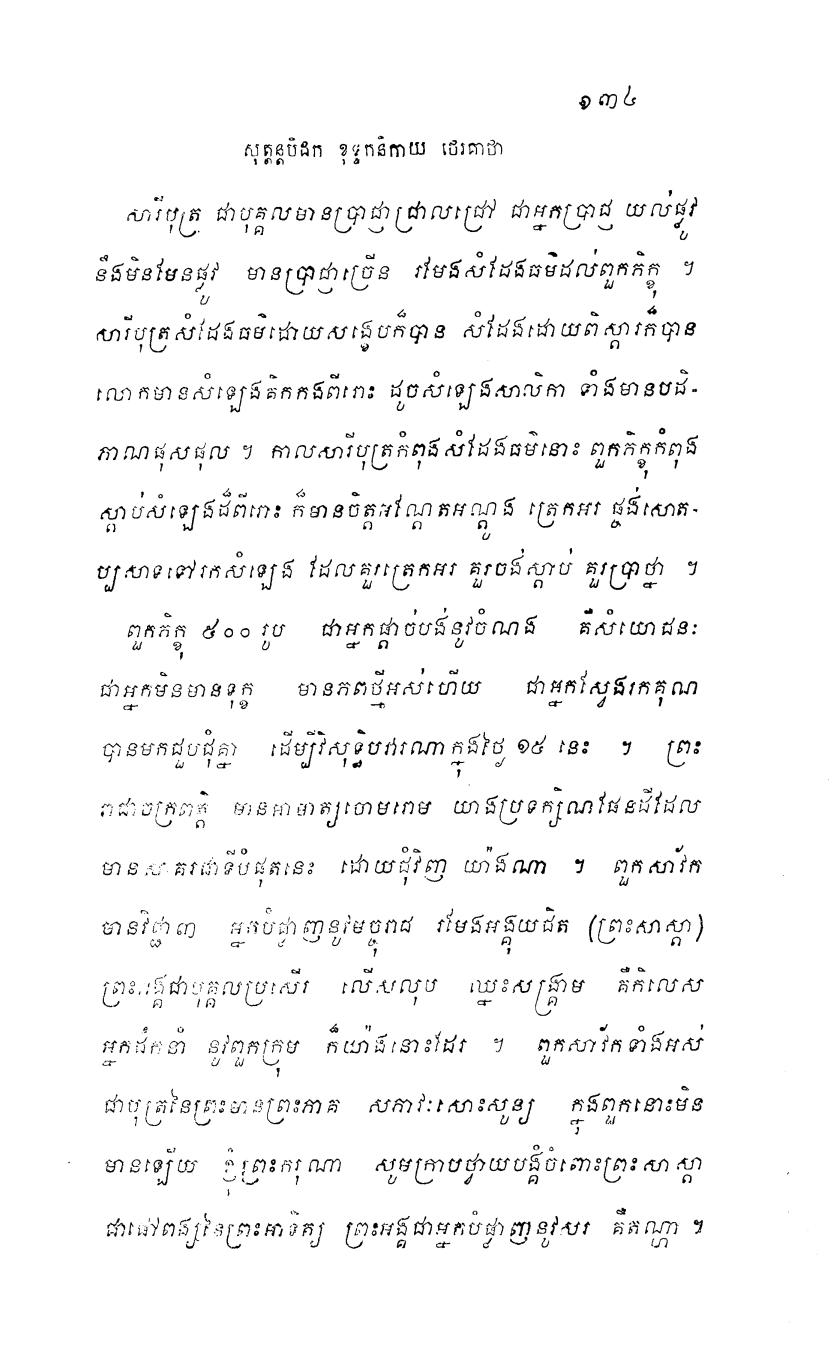 ១៣៤
សុត្តន្តបិដក ខុទ្ទកនិកាយ ថេរគាថា
សារីបុត្រ ជាបុគ្គលមានប្រាជ្ញាជ្រាលជ្រៅ ជាអ្នកប្រាជ្ញ យល់ផ្លូវ
នឹងមិនមែនផ្លូវ មានប្រាជ្ញាច្រើន រមែងសំដែងធម៌ដល់ពួកភិក្ខុ ។
សារីបុត្រសំដែងធម៌ដោយសង្ខេបក៏បាន សំដែងដោយពិស្តារក៏បាន
លោកមានសំឡេងគឹកកងពីរោះ ដូចសំឡេងសាលិកា ទាំងមានបដិ-
ភាណផុសផុល ។ កាលសារីបុត្រកំពុងសំដែងធម៌នោះ ពួកភិក្ខុកំពុង
ស្តាប់សំឡេងដ៏ពីរោះ ក៏មានចិត្តអណ្តែតអណ្តូង ត្រេកអរ ផ្ចង់សោត-
ប្បសាទទៅរកសំឡេង ដែលគួរត្រេកអរ គួរចង់ស្តាប់ គួរប្រាថ្នា ។
ពួកភិក្ខុ ៥០០ រូប ជាអ្នកផ្តាច់បង់នូវចំណង គឺសំយោជនៈ
ជាអ្នកមិនមានទុក្ខ មានភពថ្មីអស់ហើយ ជាអ្នកស្វែងរកគុណ
បានមកជួបជុំគ្នា ដើម្បីវិសុទ្ធិបវារណាក្នុងថ្ងៃ ១៥ នេះ ។ ព្រះ
រាជាចក្រពត្តិ មានអាមាត្យចោមរោម យាងប្រទក្សិណផែនដីដែល
មានសាគរជាទីបំផុតនេះ ដោយជុំវិញ យ៉ាងណា ។ ពួកសាវ័ក
មានវិជ្ជា ៣ អ្នកបំផ្លាញនូវមច្ចុរាជ រមែងអង្គុយជិត (ព្រះសាស្តា)
ព្រះអង្គជាបុគ្គលប្រសើរ លើសលុប ឈ្នះសង្គ្រាម គឺកិលេស
អ្នកដឹកនាំ នូវពួកក្រុម ក៏យ៉ាងនោះដែរ ។ ពួកសាវ័កទាំងអស់
ជាបុត្រនៃព្រះមានព្រះភាគ សភាវៈសោះសូន្យ ក្នុងពួកនោះមិន
មានឡើយ ខ្ញុំព្រះករុណា សូមក្រាបថ្វាយបង្គំចំពោះព្រះសាស្តា
ជាផៅពង្សនៃព្រះអាទិត្យ ព្រះអង្គជាអ្នកបំផ្លាញនូវសរ គឺតណ្ហា ។